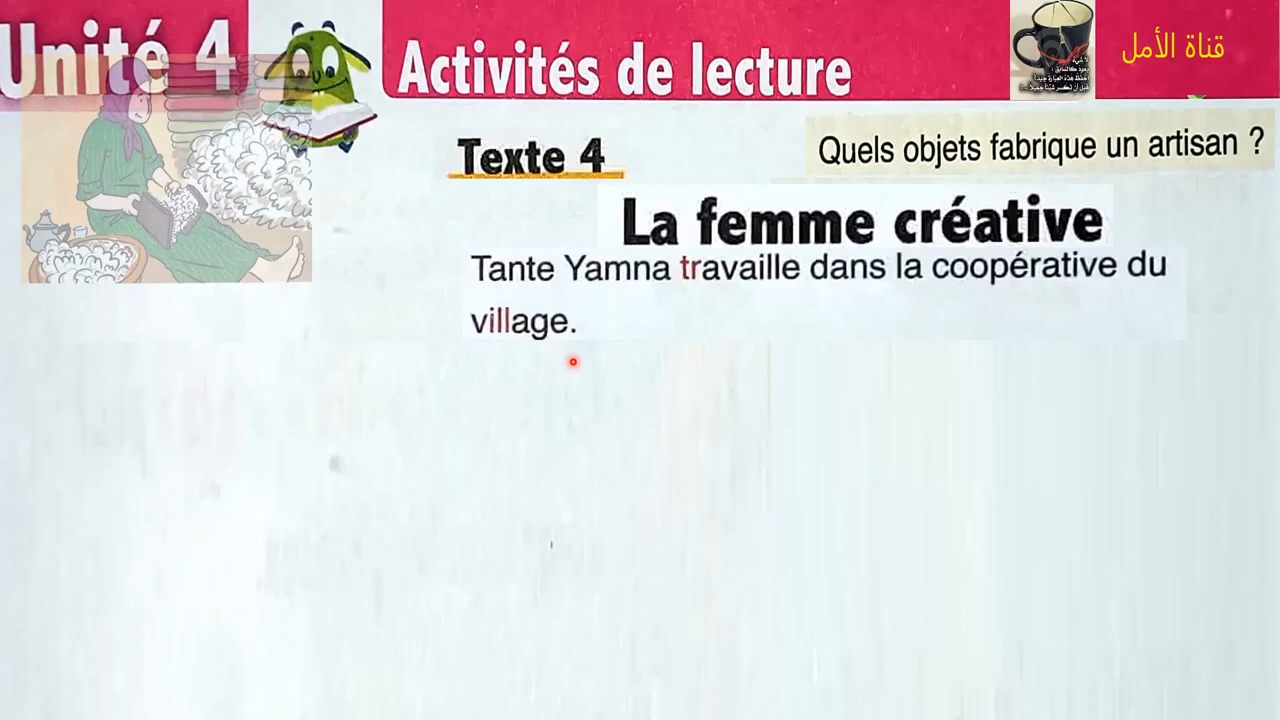 Unité 4
Activités de lecture
قناة الأمل
Texte 4
Quels objets fabrique un artisan ?
La femme créative
Tante Yamna travaille dans la coopérative du
village.